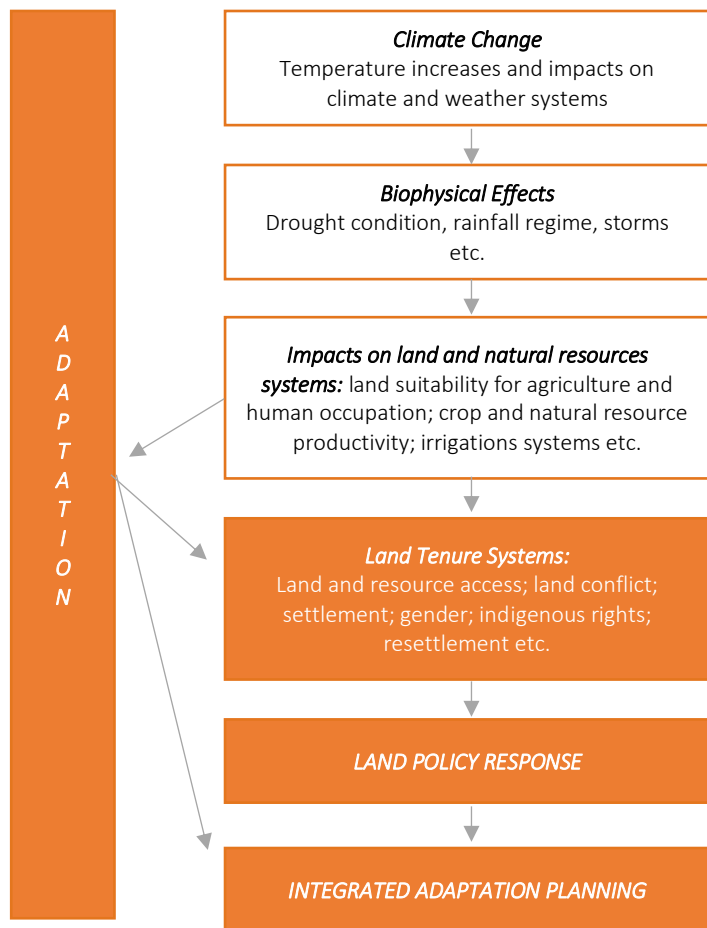 ADAPTATION
Climate Change
Temperature increases and impacts on
climate and weather systems
Biophysical Effects
Drought condition, rainfall regime, storms
etc.
Impacts on land and natural resources
systems: land suitability for agriculture and
human occupation; crop and natural resource
productivity; irrigations systems etc.
Land Tenure Systems:
Land and resource access; land conflict;
settlement; gender; indigenous rights;
resettlement etc.
LAND POLICY RESPONSE
INTEGRATED ADAPTATION PLANNING